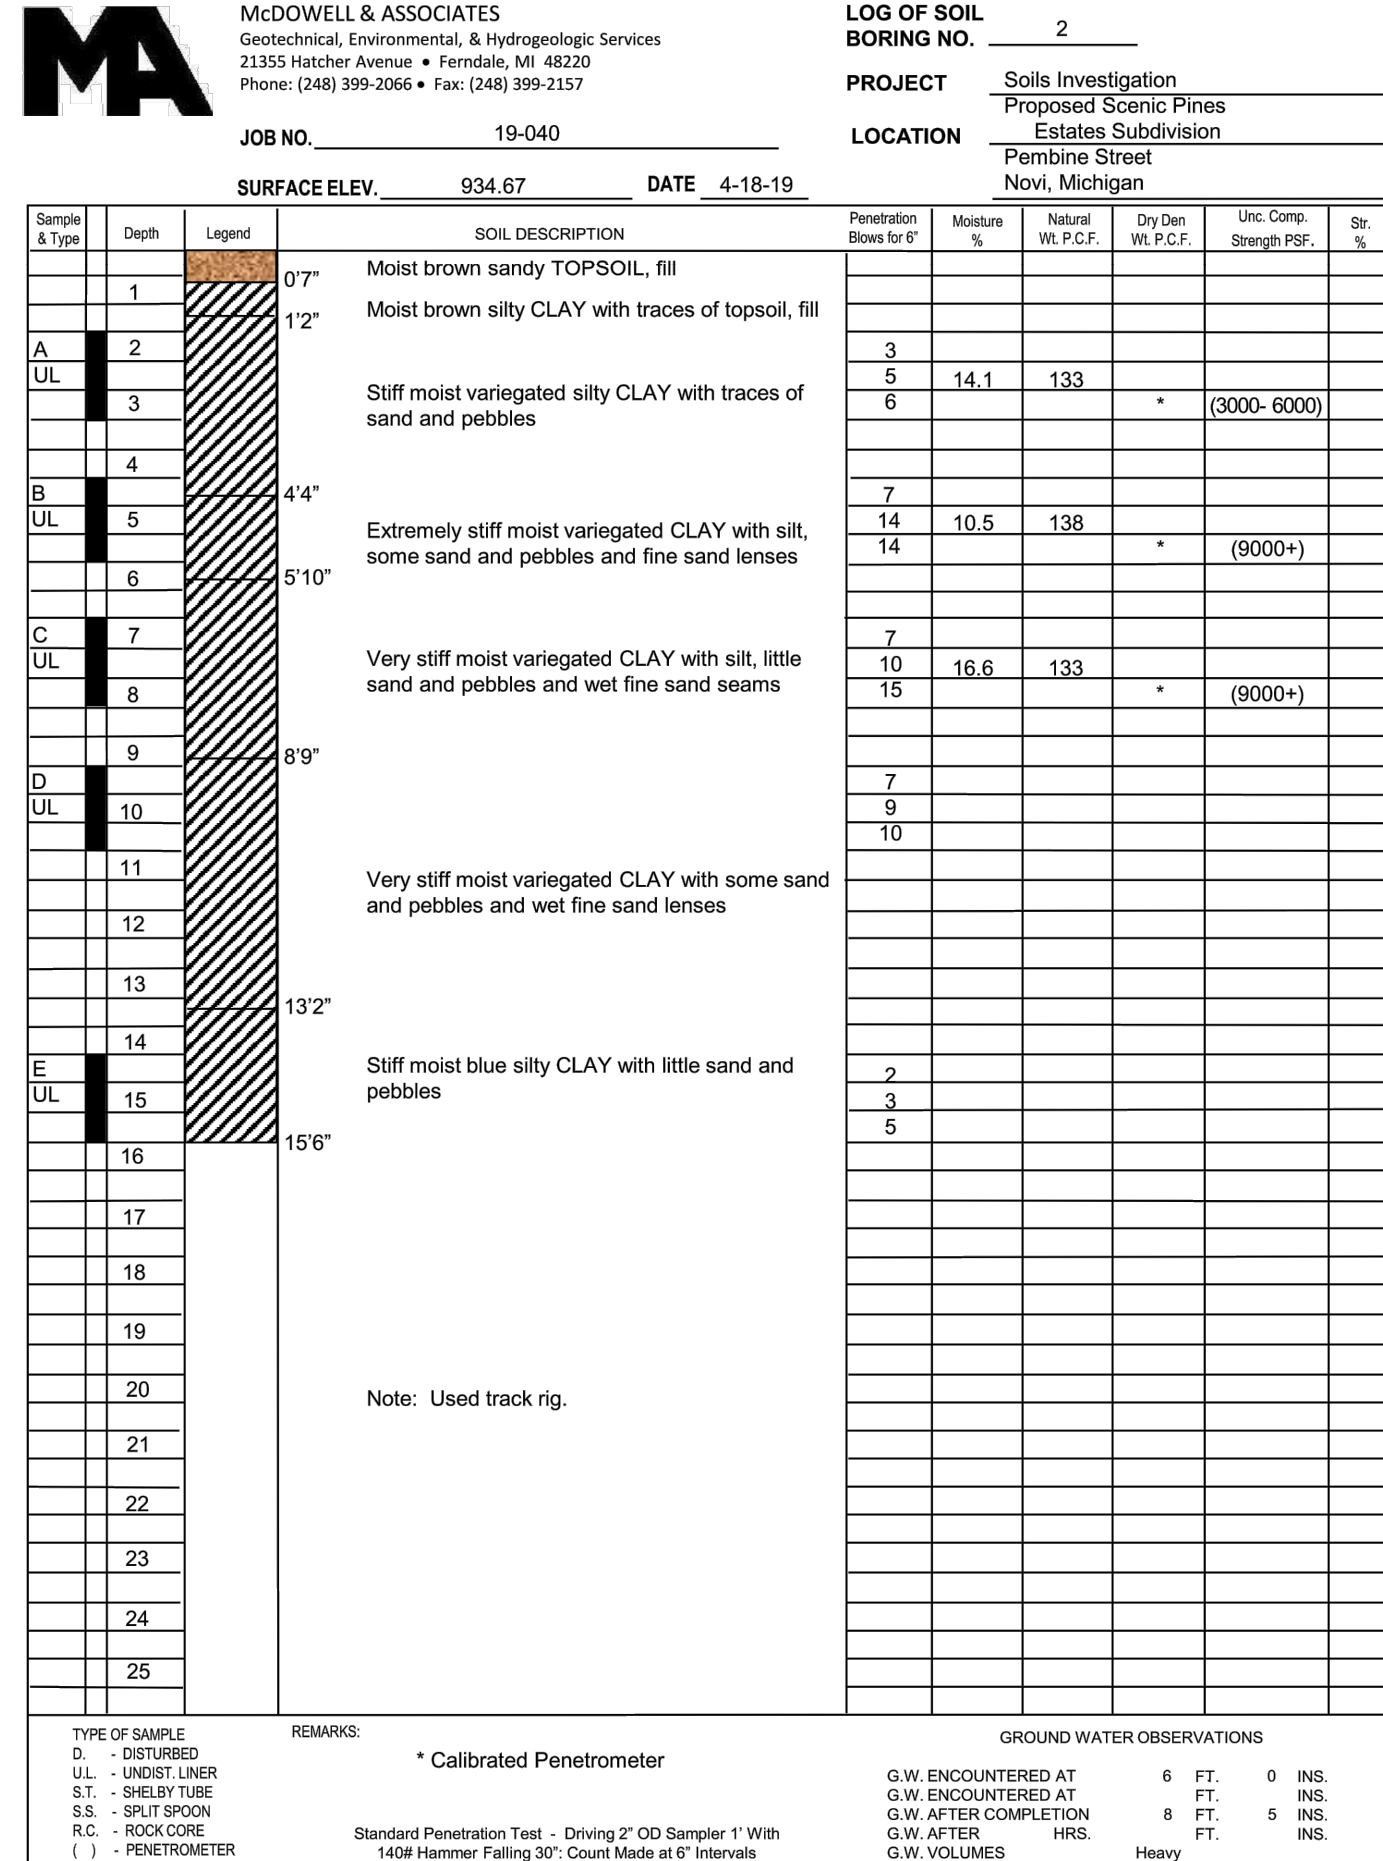 MA
McDOWELL & ASSOCIATES
Geotechnical, Environmental, & Hydrogeologic Services
21355 Hatcher Avenue ● Ferndale, MI 48220
Phone: (248) 399-2066 ● Fax: (248) 399-2157
JOB NO. 19-040
SURFACE ELEV. 934.67 DATE 4-18-19
LOG OF SOIL
BORING NO. 2
PROJECT Soils Investigation
Proposed Scenic Pines
LOCATION Estates Subdivision
Pembine Street
Novi, Michigan
Sample & Type Depth Legend SOIL DESCRIPTION Penetration Blows for 6" Moisture % Natural Wt. P.C.F. Dry Den Wt. P.C.F. Unc. Comp. Strength PSF. Str. %
Moist brown sandy TOPSOIL, fill
0'7"
1
Moist brown silty CLAY with traces of topsoil, fill
1'2"
A 2 3
UL 5 14.1 133
Stiff moist variegated silty CLAY with traces of
3 6 * (3000- 6000)
sand and pebbles
4
B 4'4" 7
UL 5 14 10.5 138
Extremely stiff moist variegated CLAY with silt,
14 * (9000+)
some sand and pebbles and fine sand lenses
6 5'10"
C 7 7
UL Very stiff moist variegated CLAY with silt, little 10 16.6 133
8 sand and pebbles and wet fine sand seams 15 * (9000+)
9 8'9"
D 7
UL 10 9
10
11
Very stiff moist variegated CLAY with some sand
and pebbles and wet fine sand lenses
12
13
13'2"
14
E Stiff moist blue silty CLAY with little sand and 2
UL 15 pebbles 3
5
15'6"
16
17
18
19
20
Note: Used track rig.
21
22
23
24
25
TYPE OF SAMPLE
D. - DISTURBED
U.L. - UNDIST. LINER
S.T. - SHELBY TUBE
S.S. - SPLIT SPOON
R.C. - ROCK CORE
( ) - PENETROMETER
REMARKS:
* Calibrated Penetrometer
Standard Penetration Test - Driving 2" OD Sampler 1' With
140# Hammer Falling 30": Count Made at 6" Intervals
GROUND WATER OBSERVATIONS
G.W. ENCOUNTERED AT 6 FT. 0 INS.
G.W. ENCOUNTERED AT FT. INS.
G.W. AFTER COMPLETION 8 FT. 5 INS.
G.W. AFTER HRS. FT. INS.
G.W. VOLUMES Heavy